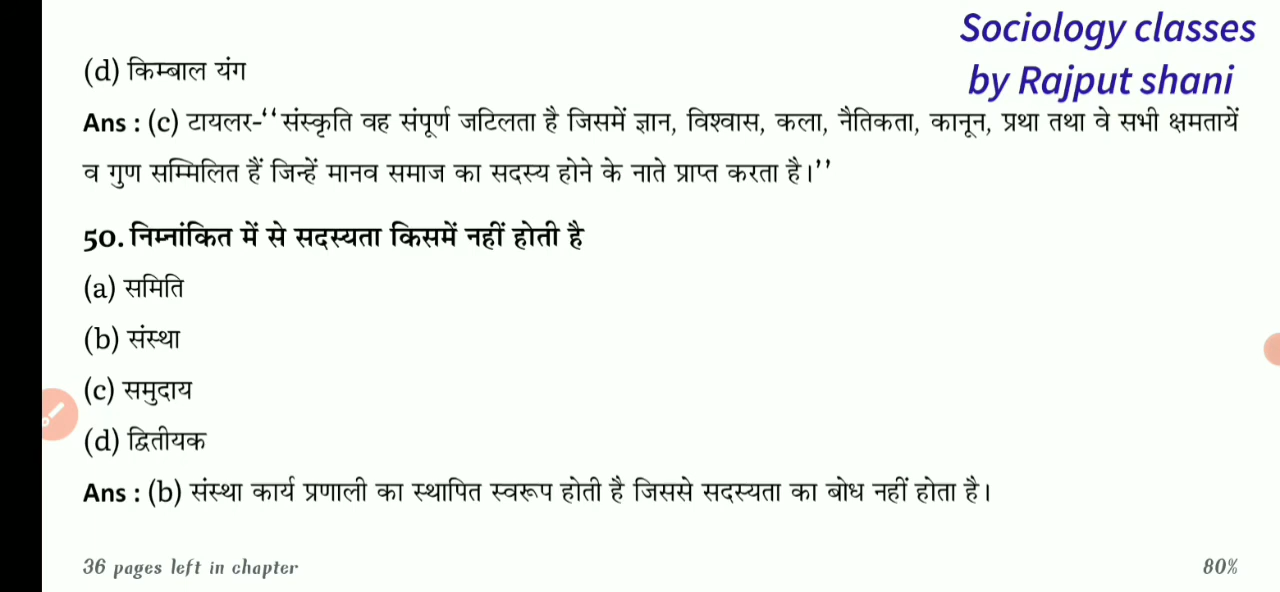 Sociology classes
by Rajput shani
(d) किम्बाल यंग
Ans : (c) टायलर-‘‘संस्कृति वह संपूर्ण जटिलता है जिसमें ज्ञान, विश्वास, कला, नैतिकता, कानून, प्रथा तथा वे सभी क्षमतायें
व गुण सम्मिलित हैं जिन्हें मानव समाज का सदस्य होने के नाते प्राप्त करता है।’’
50. निम्नांकित में से सदस्यता किसमें नहीं होती है
(a) समिति
(b) संस्था
(c) समुदाय
(d) द्वितीयक
Ans : (b) संस्था कार्य प्रणाली का स्थापित स्वरूप होती है जिससे सदस्यता का बोध नहीं होता है।
36 pages left in chapter
80%